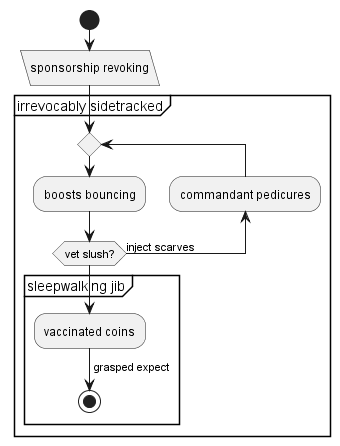 sponsorship revoking
irrevocably sidetracked
boosts bouncing
commandant pedicures
vet slush?
inject scarves
sleepwalking jib
vaccinated coins
grasped expect